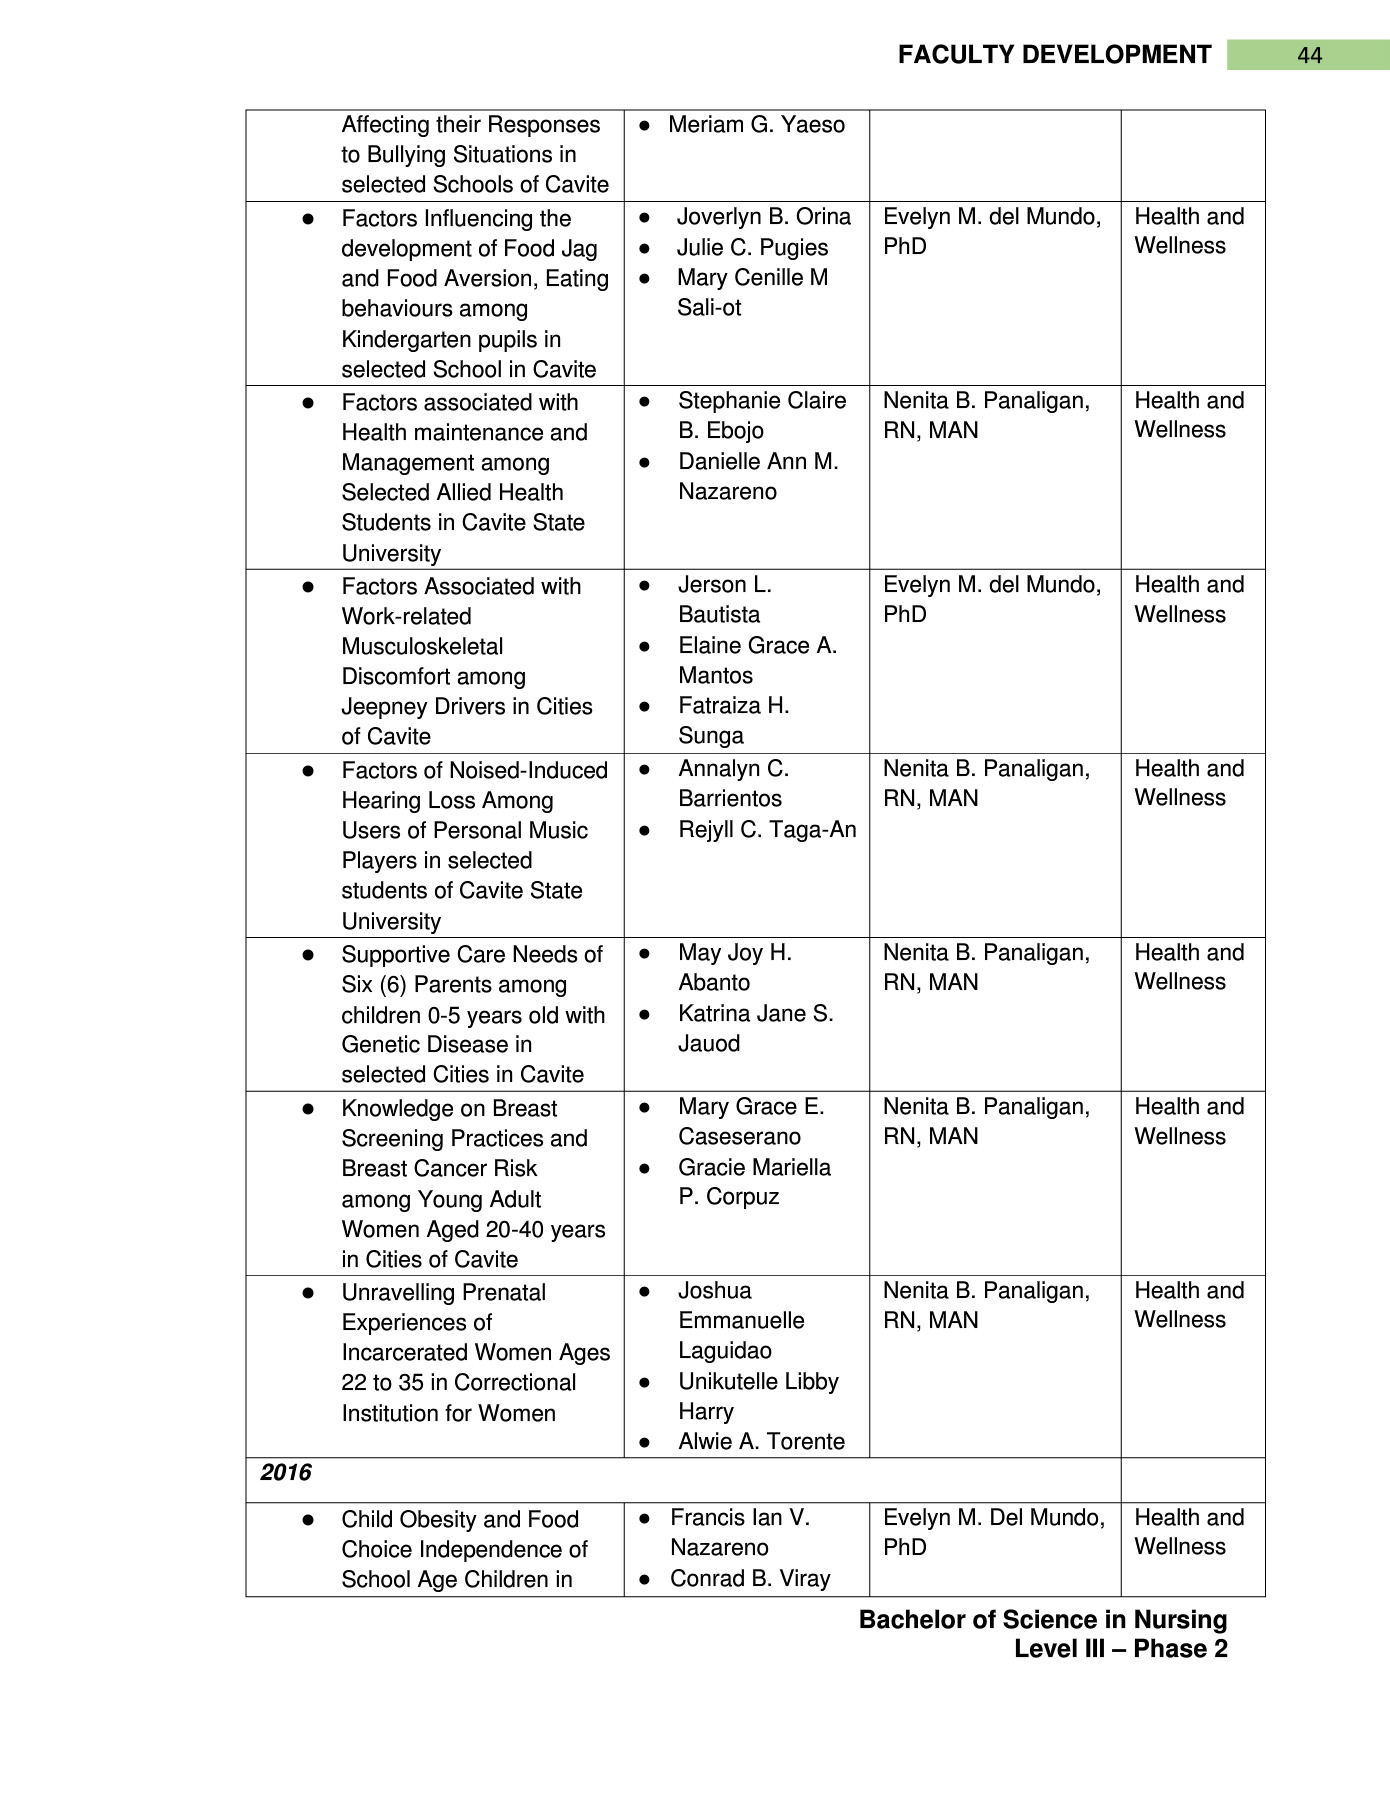 FACULTY DEVELOPMENT 44
Affecting their Responses
to Bullying Situations in
selected Schools of Cavite
● Meriam G. Yaeso
● Factors Influencing the
development of Food Jag
and Food Aversion, Eating
behaviours among
Kindergarten pupils in
selected School in Cavite
● Joverlyn B. Orina
● Julie C. Pugies
● Mary Cenille M
Sali-ot
Evelyn M. del Mundo,
PhD
Health and
Wellness
● Factors associated with
Health maintenance and
Management among
Selected Allied Health
Students in Cavite State
University
● Stephanie Claire
B. Ebojo
● Danielle Ann M.
Nazareno
Nenita B. Panaligan,
RN, MAN
Health and
Wellness
● Factors Associated with
Work-related
Musculoskeletal
Discomfort among
Jeepney Drivers in Cities
of Cavite
● Jerson L.
Bautista
● Elaine Grace A.
Mantos
● Fatraiza H.
Sunga
Evelyn M. del Mundo,
PhD
Health and
Wellness
● Factors of Noised-Induced
Hearing Loss Among
Users of Personal Music
Players in selected
students of Cavite State
University
● Annalyn C.
Barrientos
● Rejyll C. Taga-An
Nenita B. Panaligan,
RN, MAN
Health and
Wellness
● Supportive Care Needs of
Six (6) Parents among
children 0-5 years old with
Genetic Disease in
selected Cities in Cavite
● May Joy H.
Abanto
● Katrina Jane S.
Jauod
Nenita B. Panaligan,
RN, MAN
Health and
Wellness
● Knowledge on Breast
Screening Practices and
Breast Cancer Risk
among Young Adult
Women Aged 20-40 years
in Cities of Cavite
● Mary Grace E.
Caseserano
● Gracie Mariella
P. Corpuz
Nenita B. Panaligan,
RN, MAN
Health and
Wellness
● Unravelling Prenatal
Experiences of
Incarcerated Women Ages
22 to 35 in Correctional
Institution for Women
● Joshua
Emmanuelle
Laguidao
● Unikutelle Libby
Harry
● Alwie A. Torente
Nenita B. Panaligan,
RN, MAN
Health and
Wellness
2016
● Child Obesity and Food
Choice Independence of
School Age Children in
● Francis Ian V.
Nazareno
● Conrad B. Viray
Evelyn M. Del Mundo,
PhD
Health and
Wellness
Bachelor of Science in Nursing
Level III – Phase 2